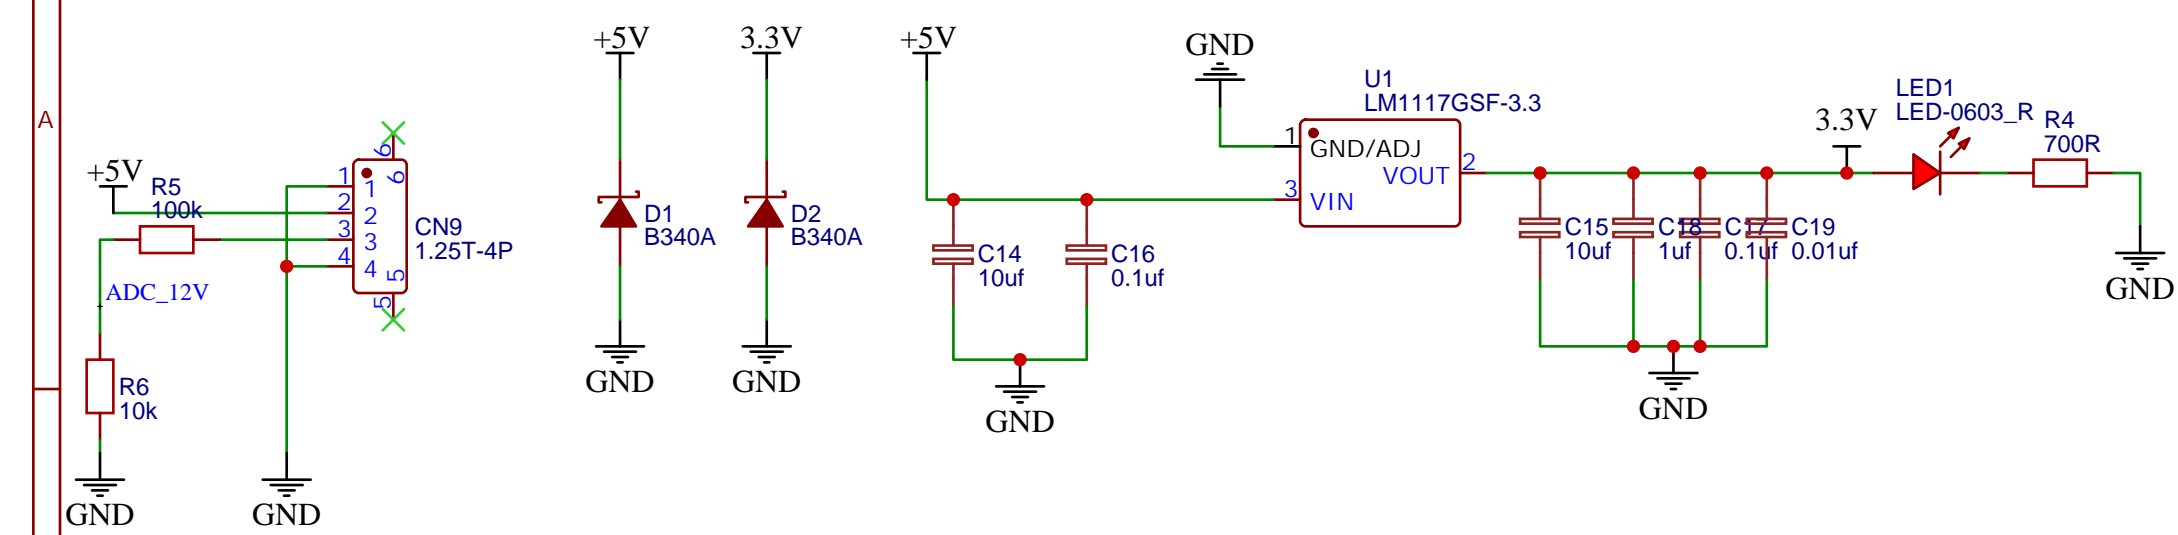 A
+5V
R5
100k
ADC_12V
R6
10k
GND
GND
6
6
1
1
2
2
3
3
4
4
5
5
CN9
1.25T-4P
+5V
D1
B340A
GND
3.3V
D2
B340A
GND
+5V
C14
10uf
C16
0.1uf
GND
GND
U1
LM1117GSF-3.3
1
GND/ADJ
VOUT
2
3
VIN
C15
10uf
C18
1uf
C17
0.1uf
C19
0.01uf
GND
3.3V
LED1
LED-0603_R
R4
700R
GND